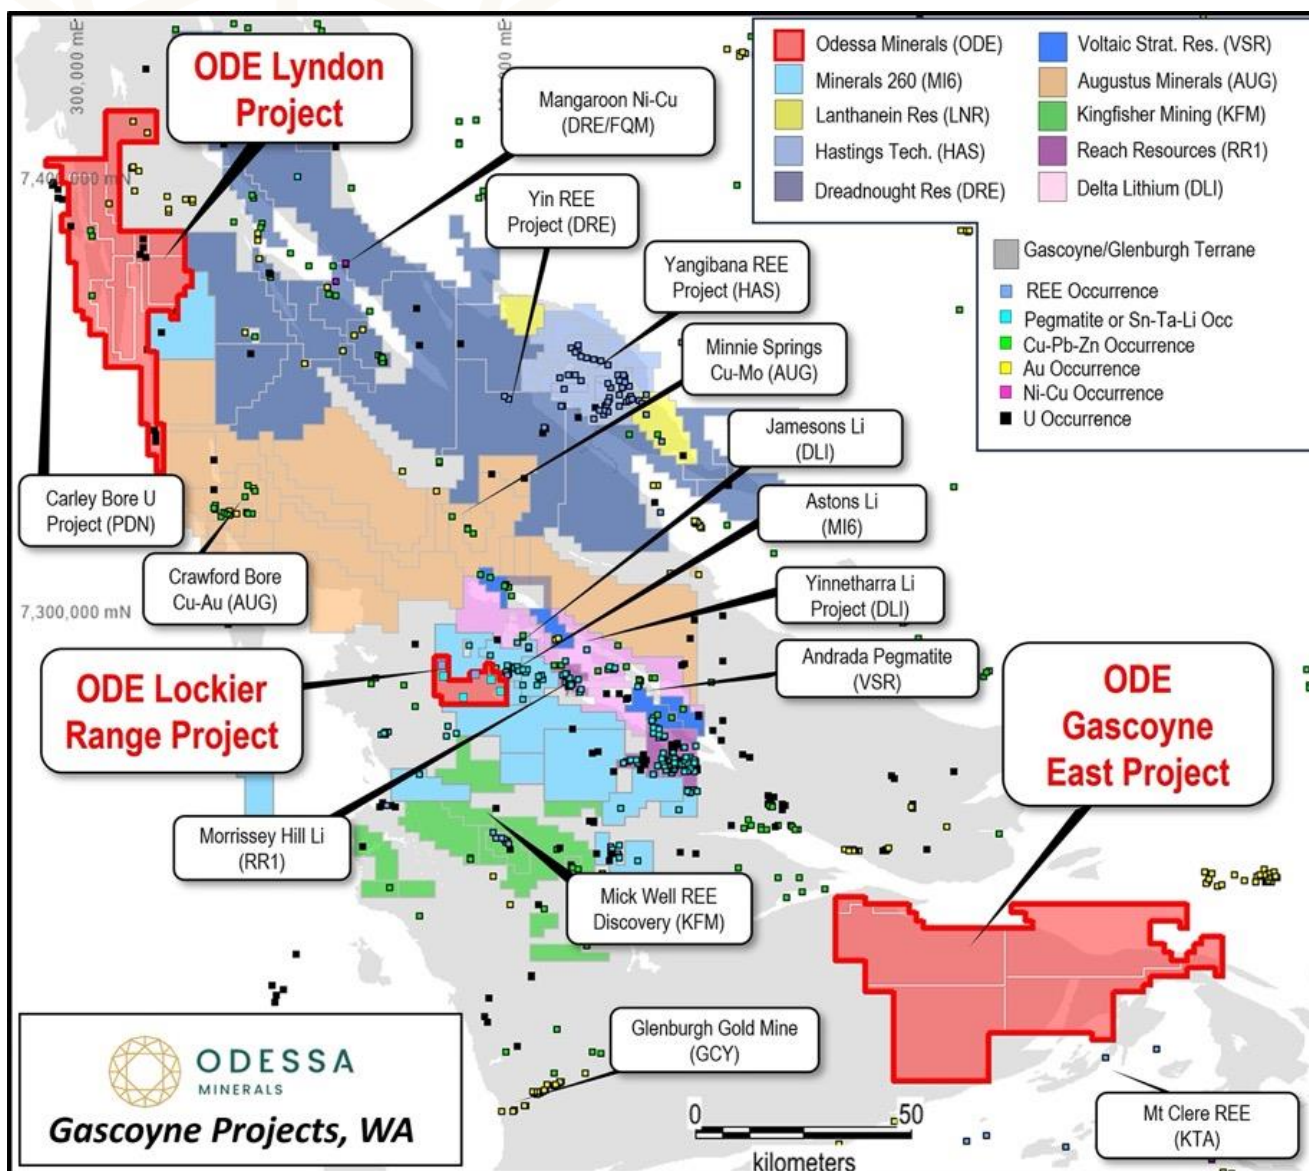 300,000 mE
00,000 mE
7,400,000 mN
7,300,000 mN
ODE Lyndon
Project
Mangaroon Ni-Cu
(DRE/FQM)
Yin REE
Project (DRE)
Yangibana REE
Project (HAS)
Minnie Springs
Cu-Mo (AUG)
Jamesons Li
(DLI)
Astons Li
(MI6)
Yinnetharra Li
Project (DLI)
Andrada Pegmatite
(VSR)
Carley Bore U
Project (PDN)
Crawford Bore
Cu-Au (AUG)
ODE Lockier
Range Project
ODE
Gascoyne
East Project
Morrissey Hill Li
(RR1)
Mick Well REE
Discovery (KFM)
Glenburgh Gold Mine
(GCY)
Mt Clere REE
(KTA)
Odessa Minerals (ODE)
Minerals 260 (MI6)
Lanthanein Res (LNR)
Hastings Tech. (HAS)
Dreadnought Res (DRE)
Voltaic Strat. Res. (VSR)
Augustus Minerals (AUG)
Kingfisher Mining (KFM)
Reach Resources (RR1)
Delta Lithium (DLI)
Gascoyne/Glenburgh Terrane
REE Occurrence
Pegmatite or Sn-Ta-Li Occ
Cu-Pb-Zn Occurrence
Au Occurrence
Ni-Cu Occurrence
U Occurrence
ODESSA
MINERALS
Gascoyne Projects, WA
0 50
kilometers